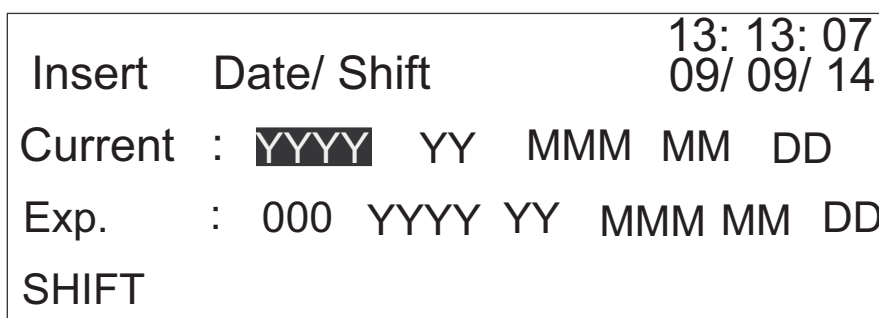 13: 13: 07
Insert Date/ Shift 09/ 09/ 14
Current : YYYY YY MMM MM DD
Exp. : 000 YYYY YY MMM MM DD
SHIFT